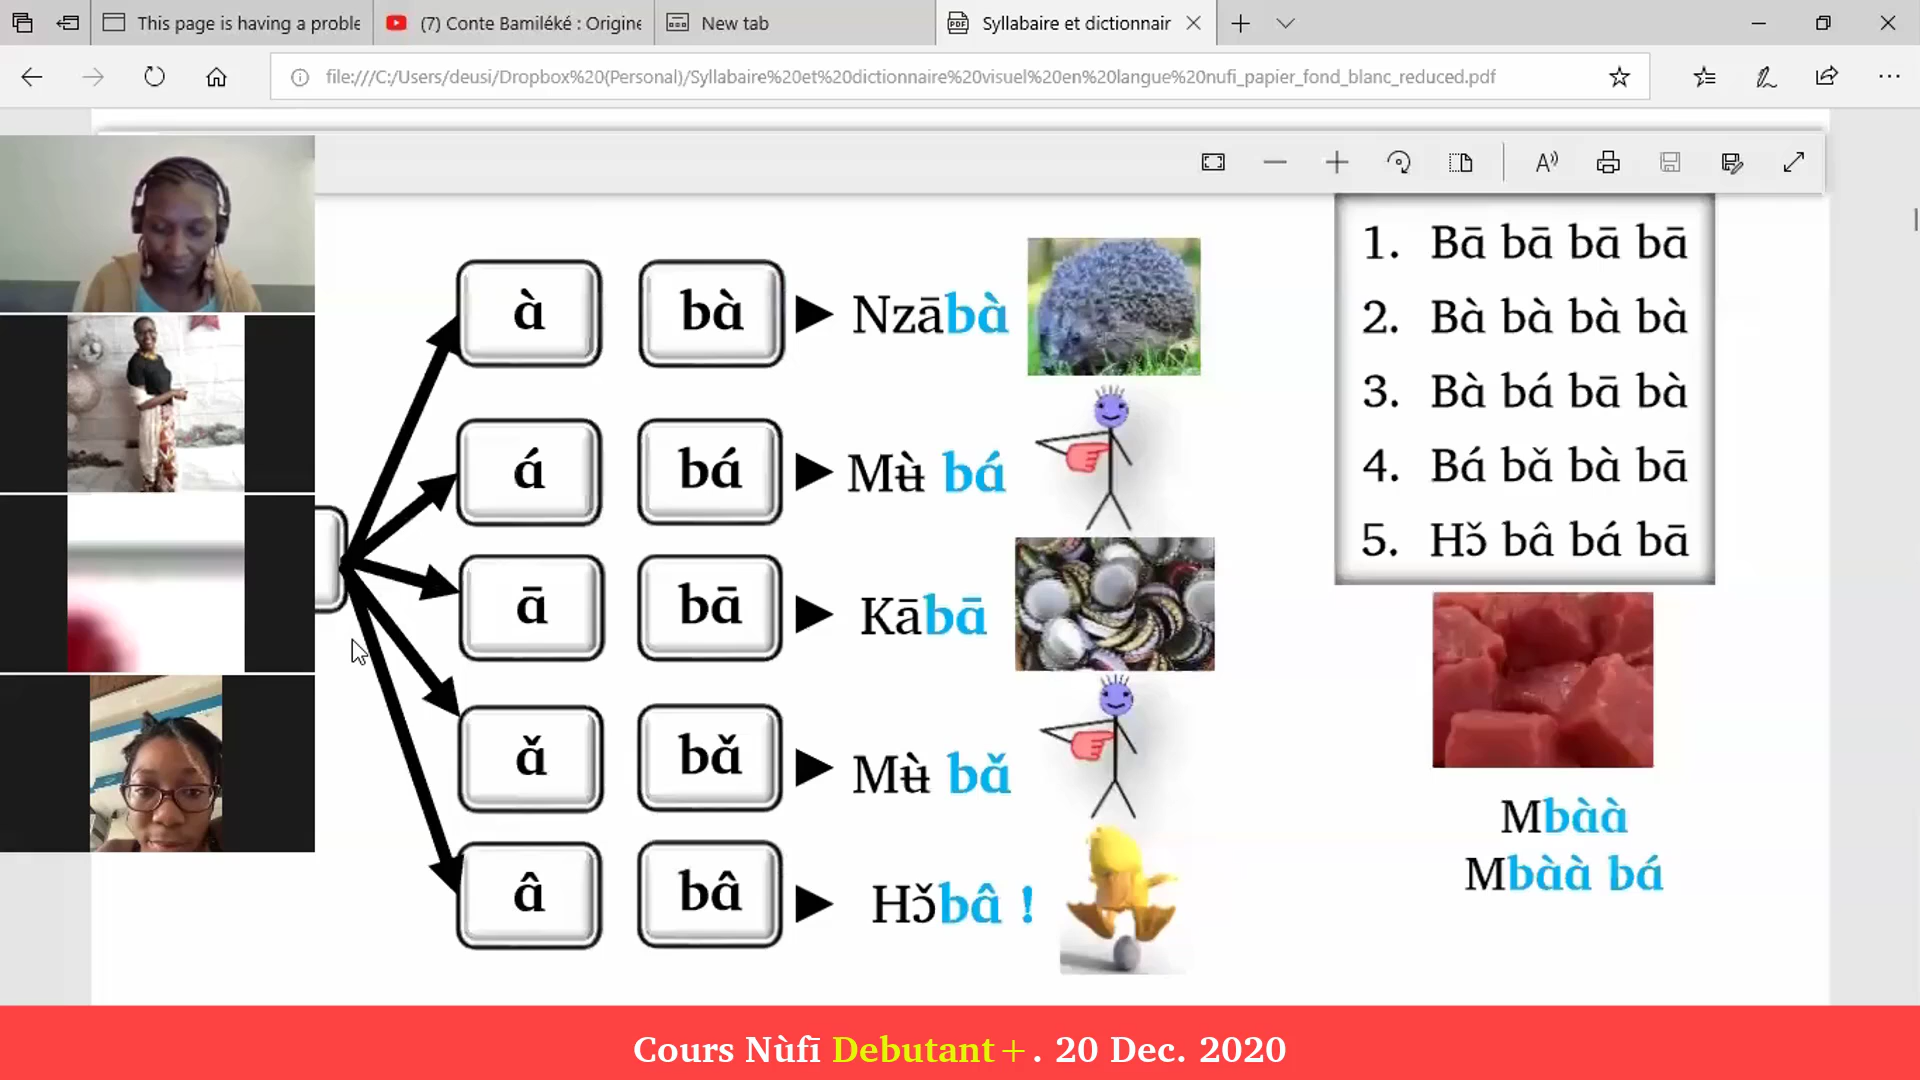 This page is having a proble
(7) Conte Bamiléké : Origine
New tab
Syllabaire et dictionnair
file:///C:/Users/deusi/Dropbox%20(Personal)/Syllabaire%20et%20dictionnaire%20visuel%20en%20langue%20nufi_papier_fond_blanc_reduced.pdf
à bà Nzābà
á bá Mʉ̀ bá
ā bā Kābā
ǎ bǎ Mʉ̀ bǎ
â bâ Hɔ̌bâ !
1. Bā bā bā bā
2. Bà bà bà bà
3. Bà bá bā bà
4. Bá bǎ bà bā
5. Hɔ̌ bâ bá bā
Mbàà
Mbàà bá
Cours Nùfī Debutant+. 20 Dec. 2020